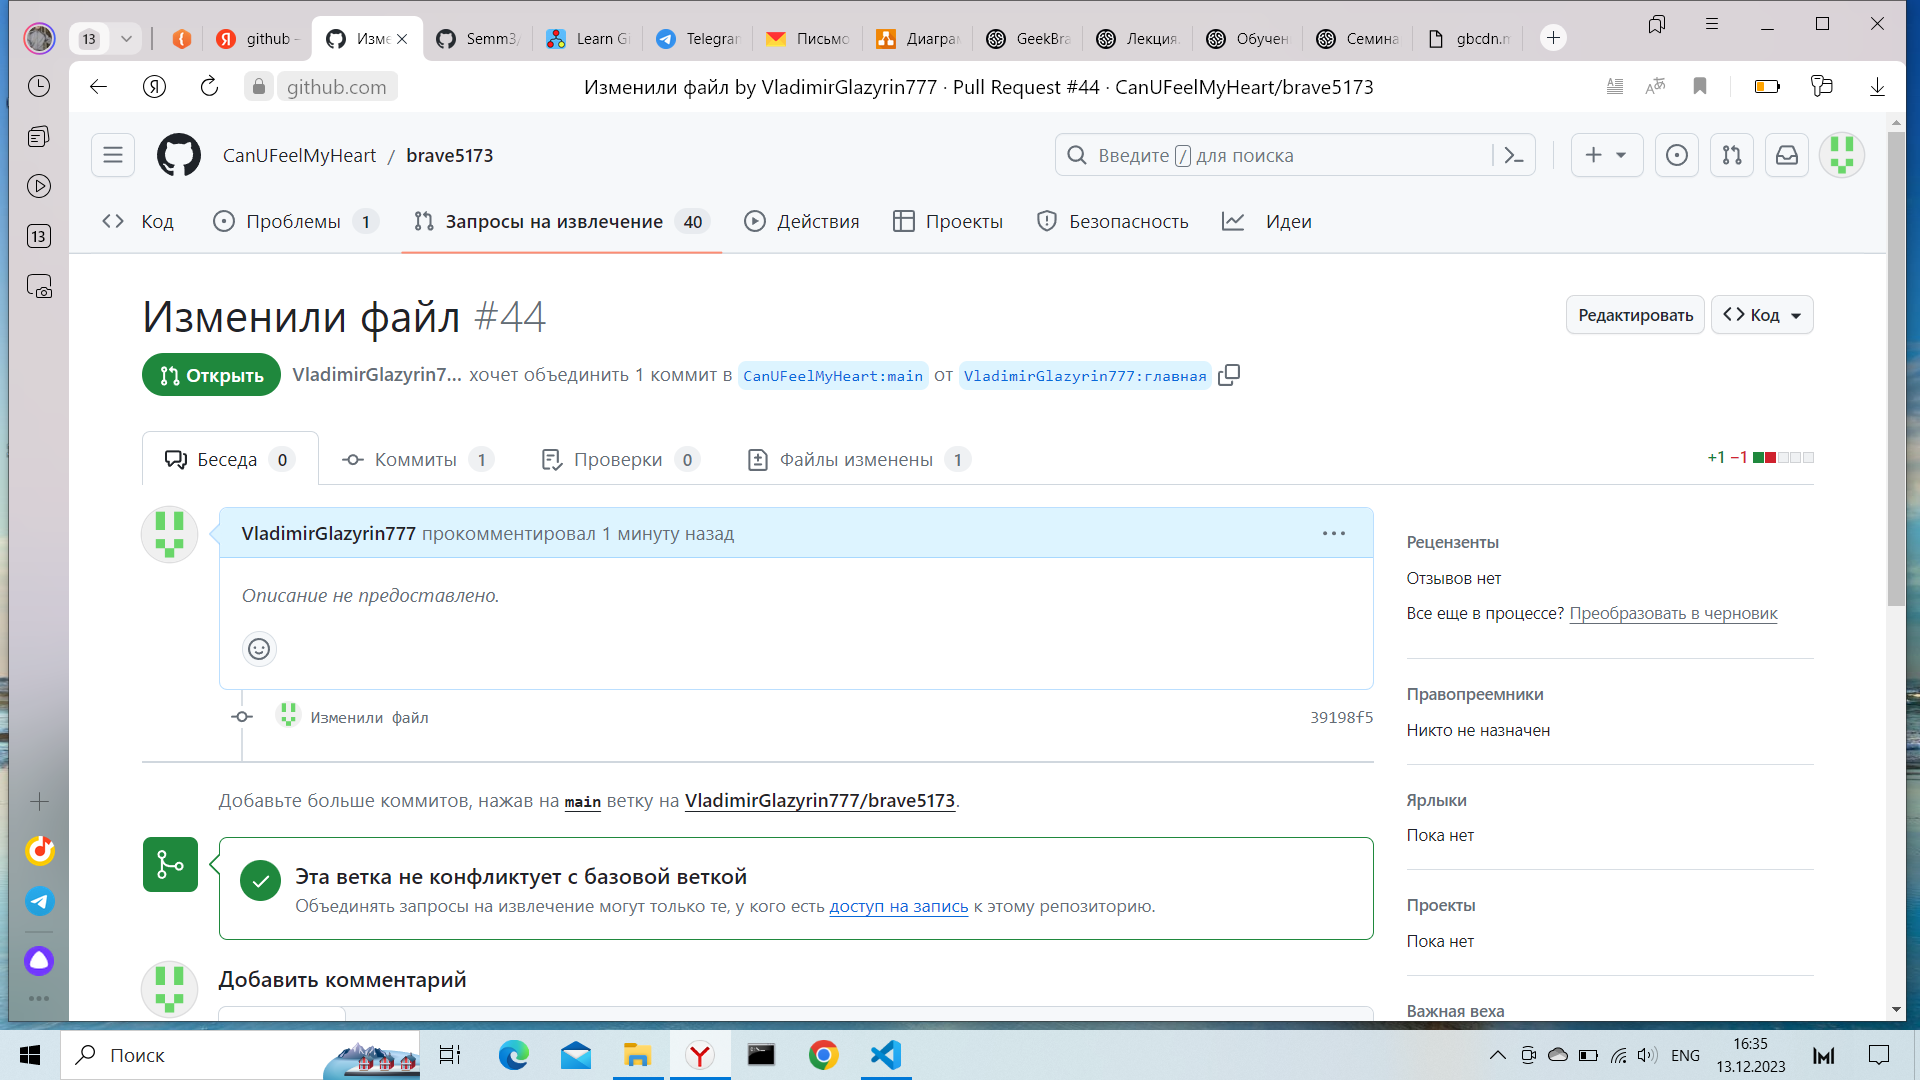 13
github -
Изме
Semm3/
Learn Gi
Telegran
Письмо
Диаграм
GeekBra
Лекция.
Обучен
Семина
gbcdn.m
github.com
Изменили файл by VladimirGlazyrin777 · Pull Request #44 · CanUFeelMyHeart/brave5173
CanUFeelMyHeart / brave5173
Введите / для поиска
Код
Проблемы 1
Запросы на извлечение 40
Действия
Проекты
Безопасность
Идеи
13
Изменили файл #44
Редактировать
Код
Открыть
VladimirGlazyrin7... хочет объединить 1 коммит в CanUFeelMyHeart:main от VladimirGlazyrin777:главная
Беседа 0
Коммиты 1
Проверки 0
Файлы изменены 1
+1 −1
VladimirGlazyrin777 прокомментировал 1 минуту назад
Описание не предоставлено.
Изменили файл
39198f5
Рецензенты
Отзывов нет
Все еще в процессе? Преобразовать в черновик
Правопреемники
Никто не назначен
Ярлыки
Пока нет
Проекты
Пока нет
Важная веха
Добавьте больше коммитов, нажав на main ветку на VladimirGlazyrin777/brave5173.
Эта ветка не конфликтует с базовой веткой
Объединять запросы на извлечение могут только те, у кого есть доступ на запись к этому репозиторию.
Добавить комментарий
Поиск
ENG
16:35
13.12.2023